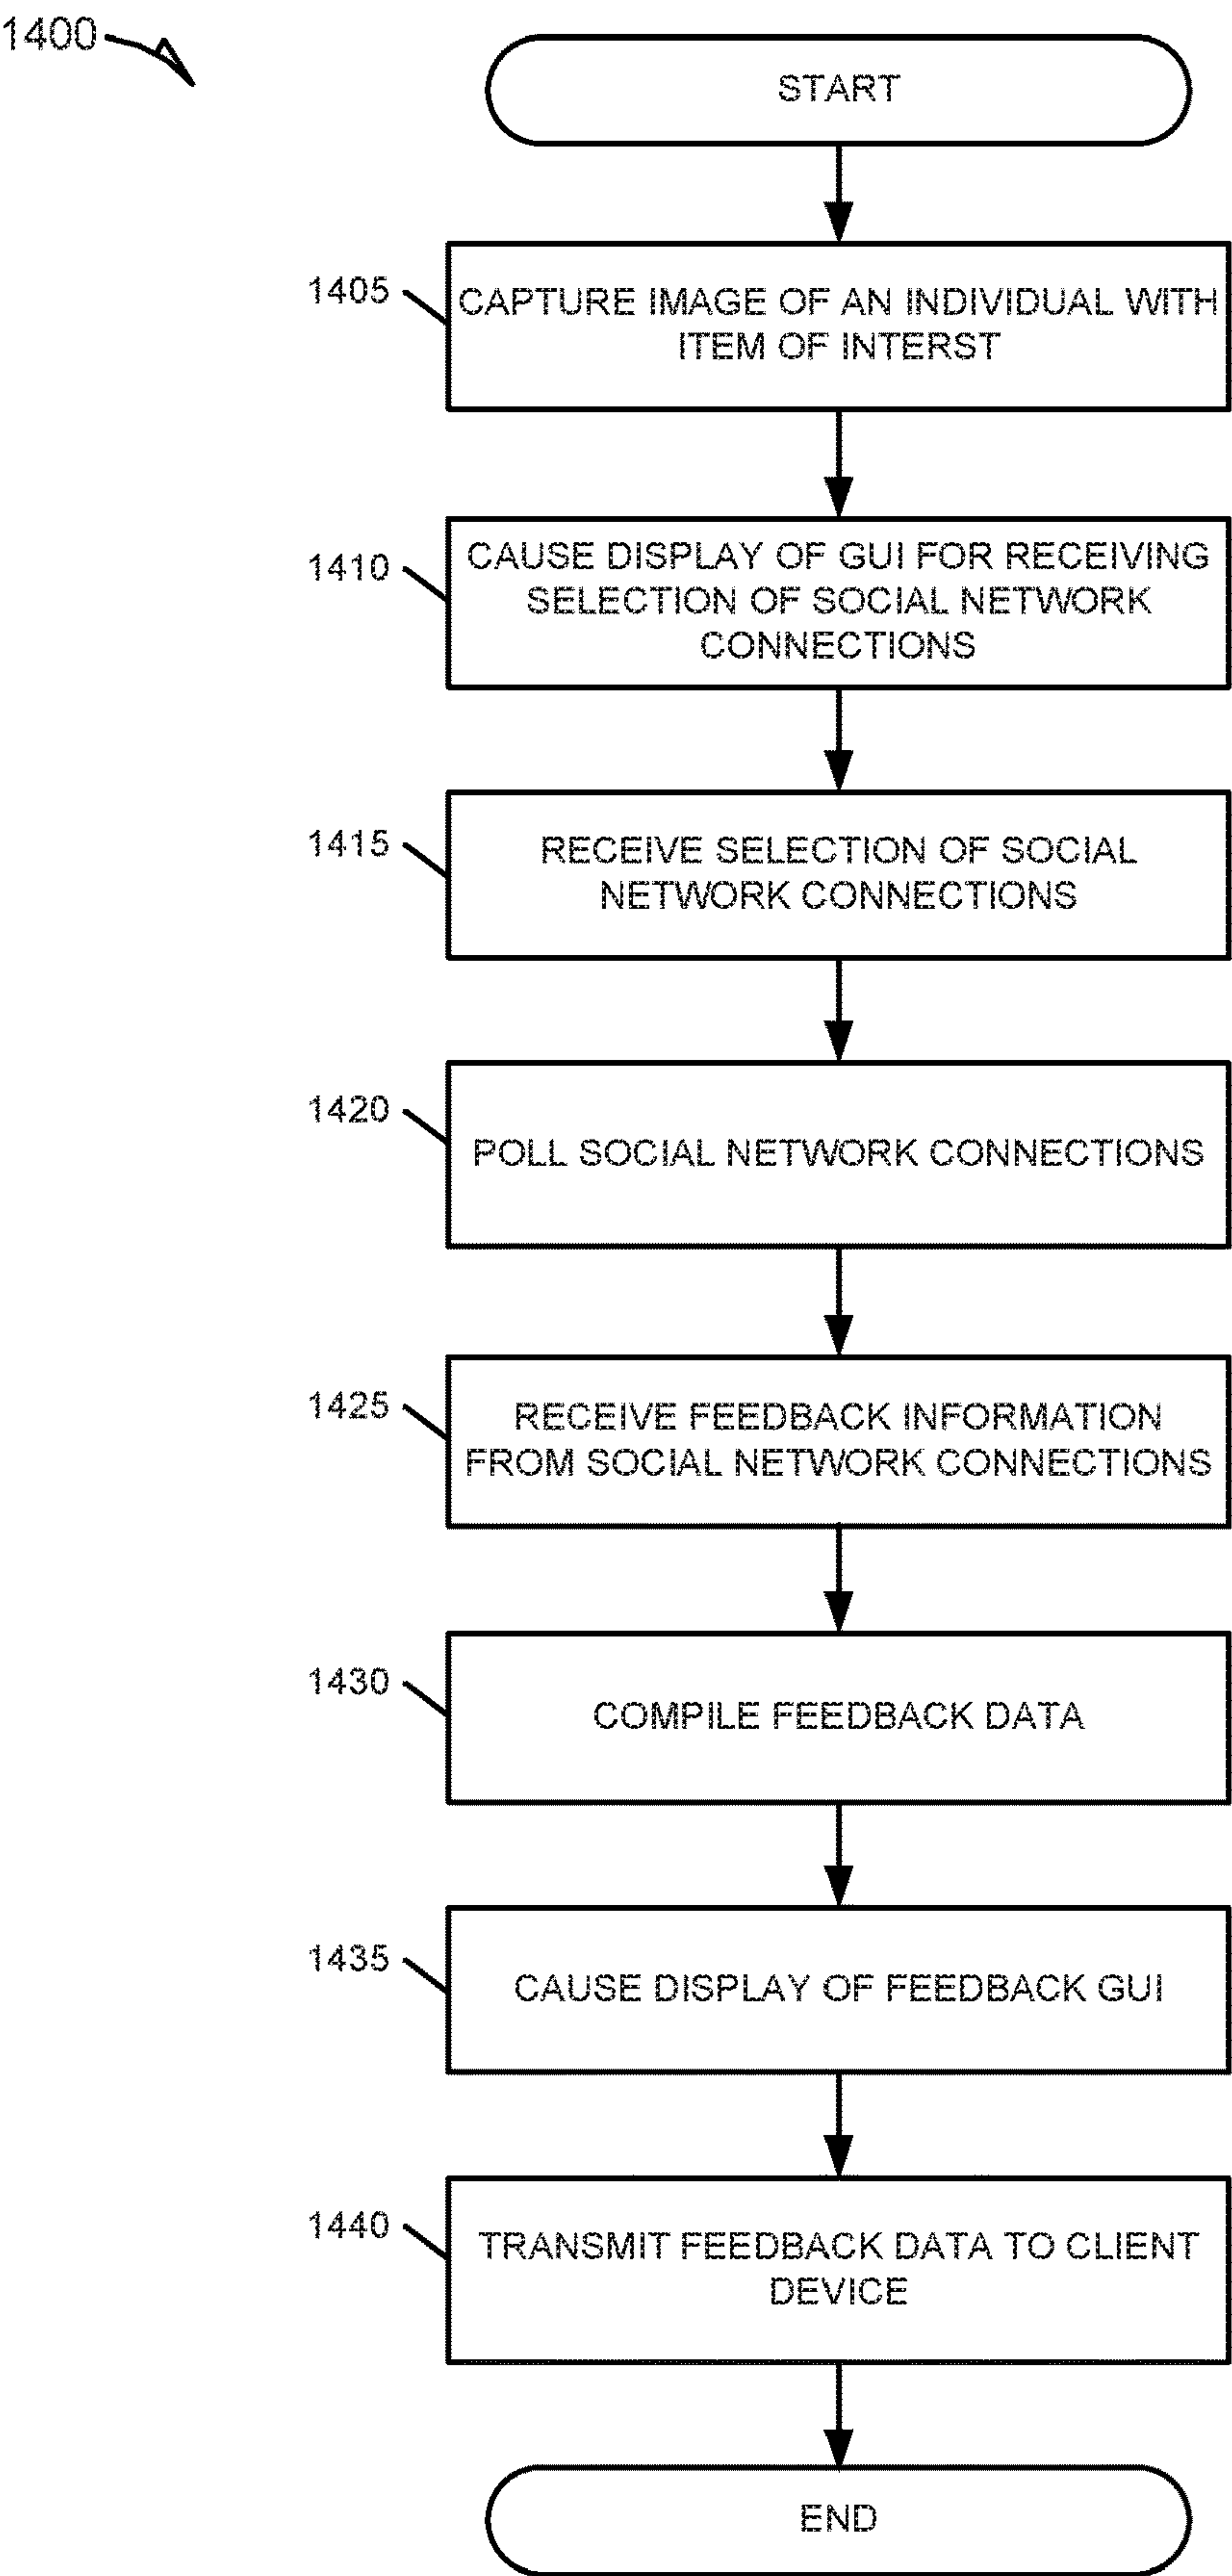 1400
START
1405
CAPTURE IMAGE OF AN INDIVIDUAL WITH
ITEM OF INTERST
1410
CAUSE DISPLAY OF GUI FOR RECEIVING
SELECTION OF SOCIAL NETWORK
CONNECTIONS
1415
RECEIVE SELECTION OF SOCIAL
NETWORK CONNECTIONS
1420
POLL SOCIAL NETWORK CONNECTIONS
1425
RECEIVE FEEDBACK INFORMATION
FROM SOCIAL NETWORK CONNECTIONS
1430
COMPILE FEEDBACK DATA
1435
CAUSE DISPLAY OF FEEDBACK GUI
1440
TRANSMIT FEEDBACK DATA TO CLIENT
DEVICE
END